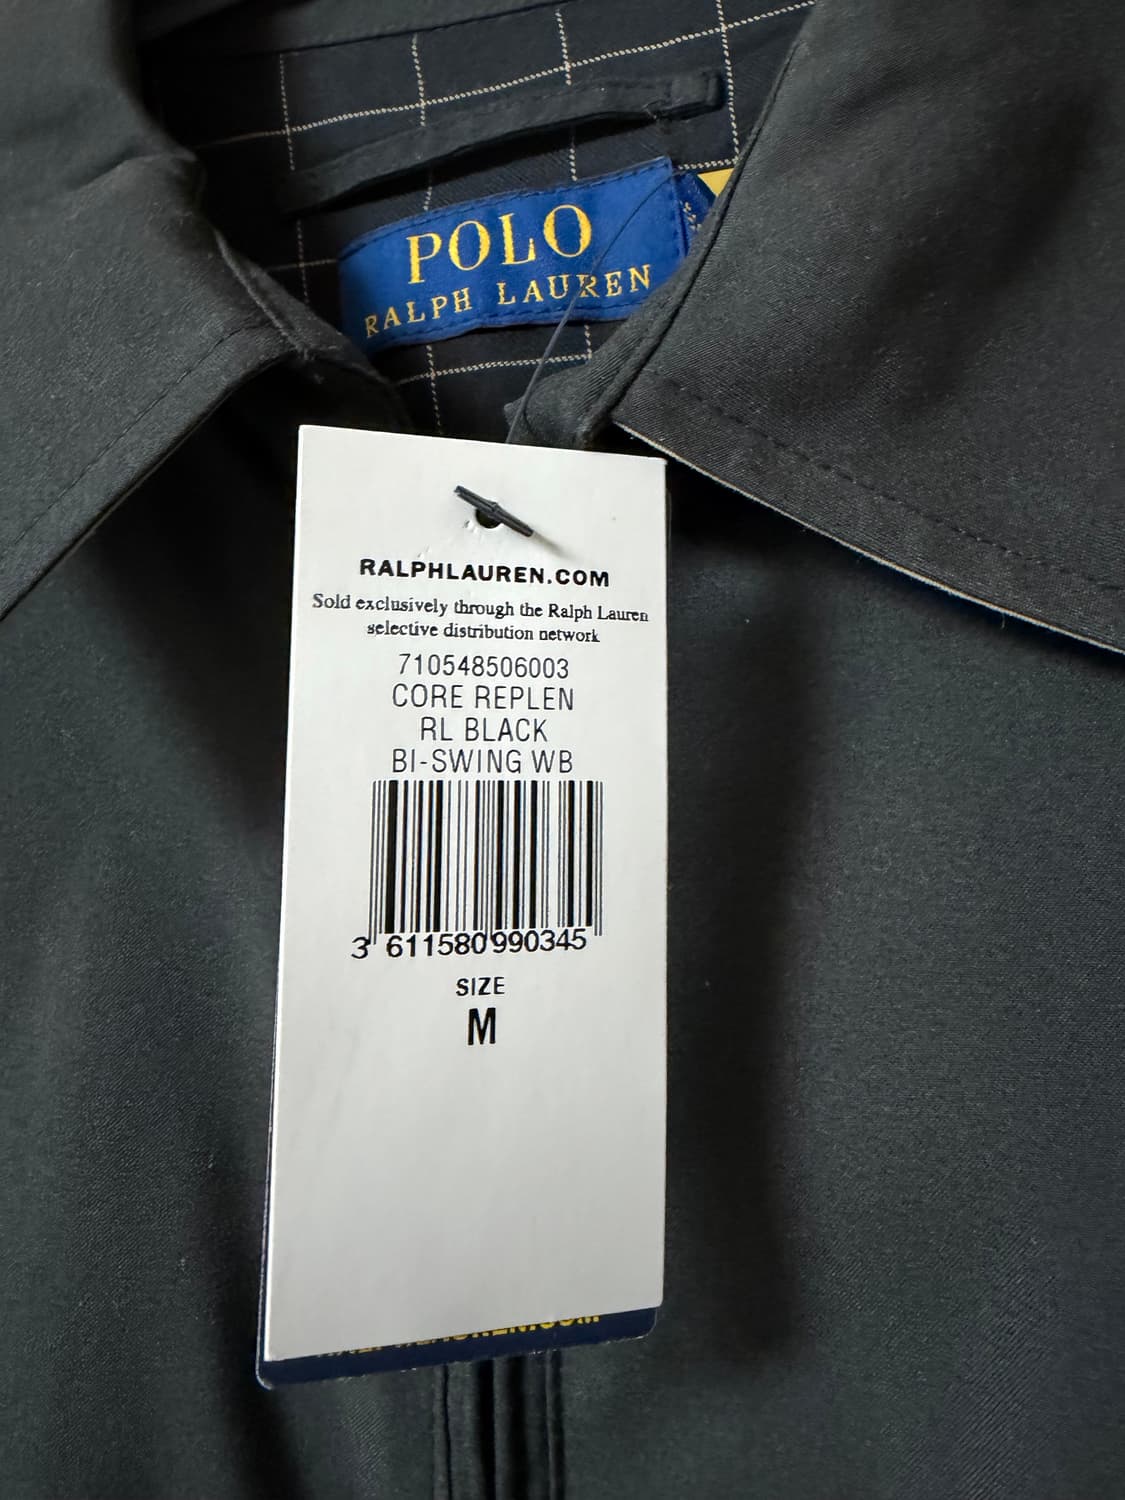 POLO
RALPH LAUREN
RALPHLAUREN.COM
Sold exclusively through the Ralph Lauren
selective distribution network
710548506003
CORE REPLEN
RL BLACK
BI-SWING WB
3 611580 990345
SIZE
M